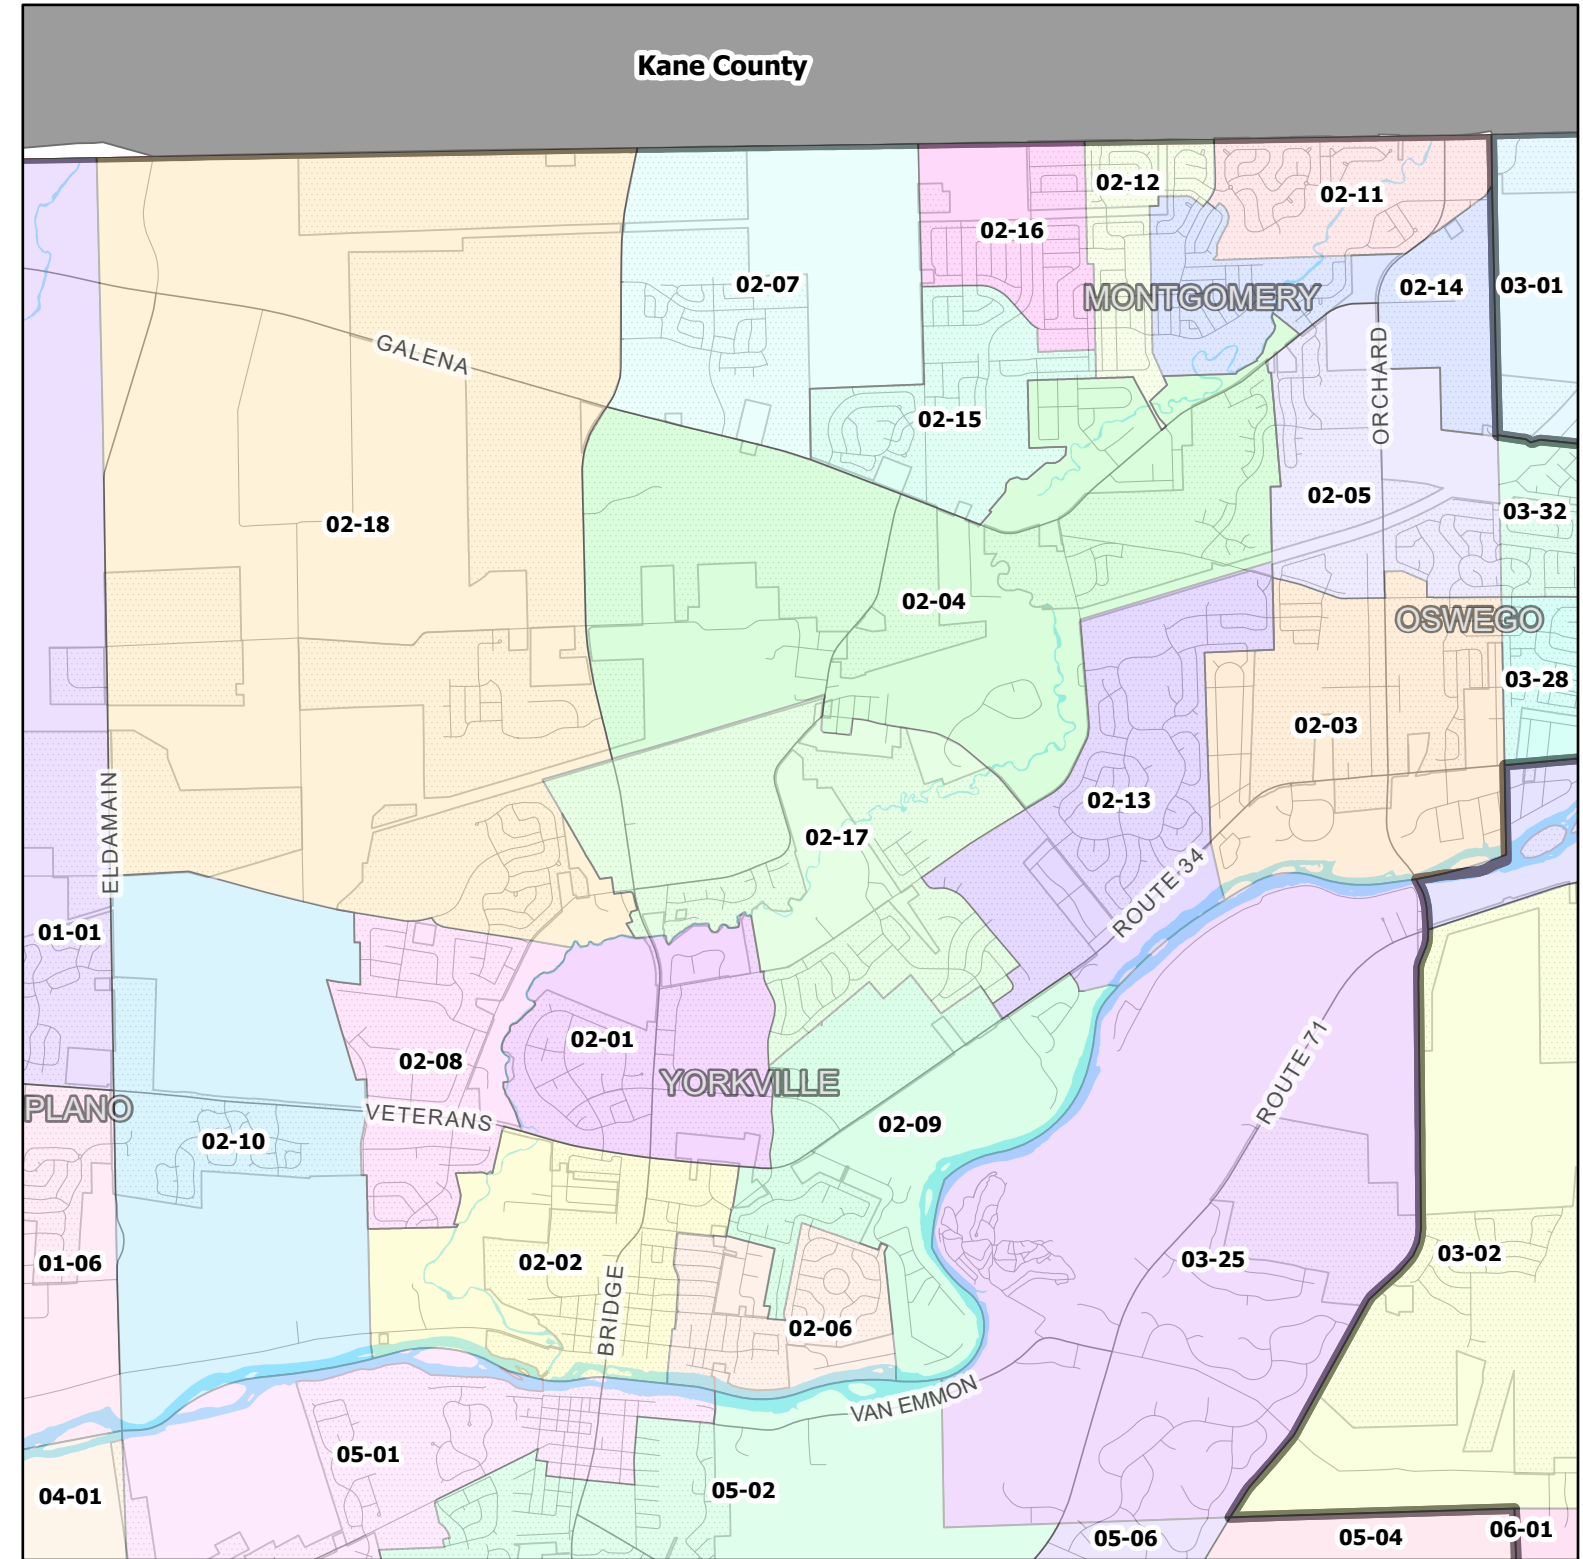 Kane County
02-12
02-11
02-16
02-07
MONTGOMERY
02-14
03-01
GALENA
ORCHARD
02-15
02-05
02-18
03-32
02-04
OSWEGO
03-28
02-03
02-13
ELDAMAIN
02-17
ROUTE 34
01-01
02-01
02-08
YORKVILLE
ROUTE 71
PLANO
VETERANS
02-09
02-10
01-06
02-02
03-25
03-02
BRIDGE
02-06
VAN EMMON
05-01
05-02
04-01
05-06
05-04
06-01